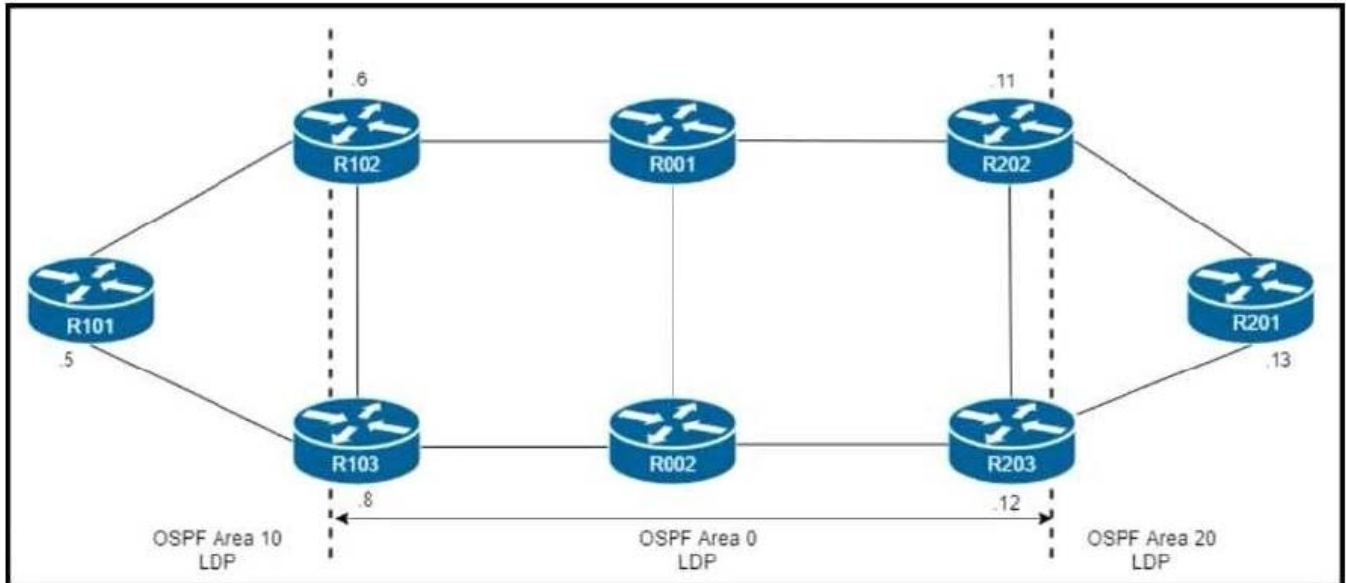 .6
.11
R102
R001
R202
R101
R201
.5
.13
R103
R002
R203
.8
.12
OSPF Area 10
LDP
OSPF Area 0
LDP
OSPF Area 20
LDP